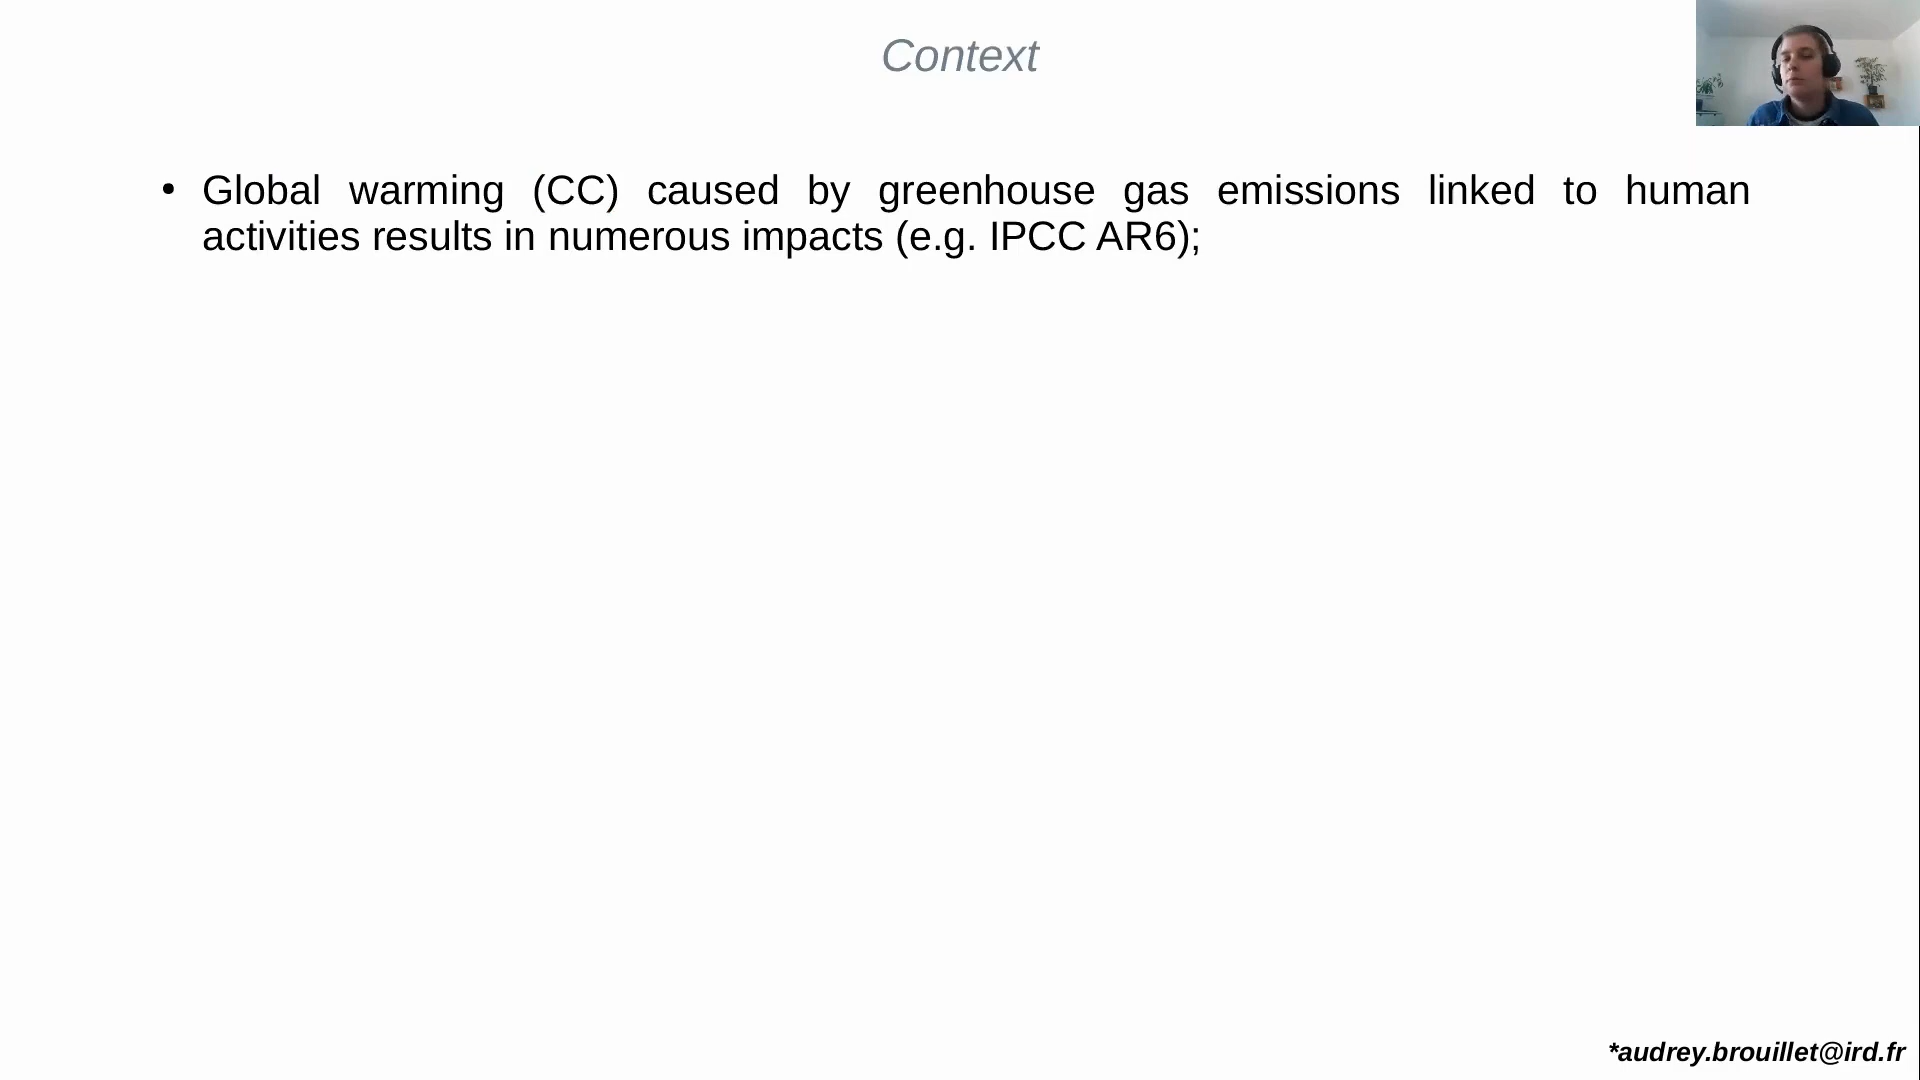 Context
• Global warming (CC) caused by greenhouse gas emissions linked to human
activities results in numerous impacts (e.g. IPCC AR6);
*audrey.brouillet@ird.fr